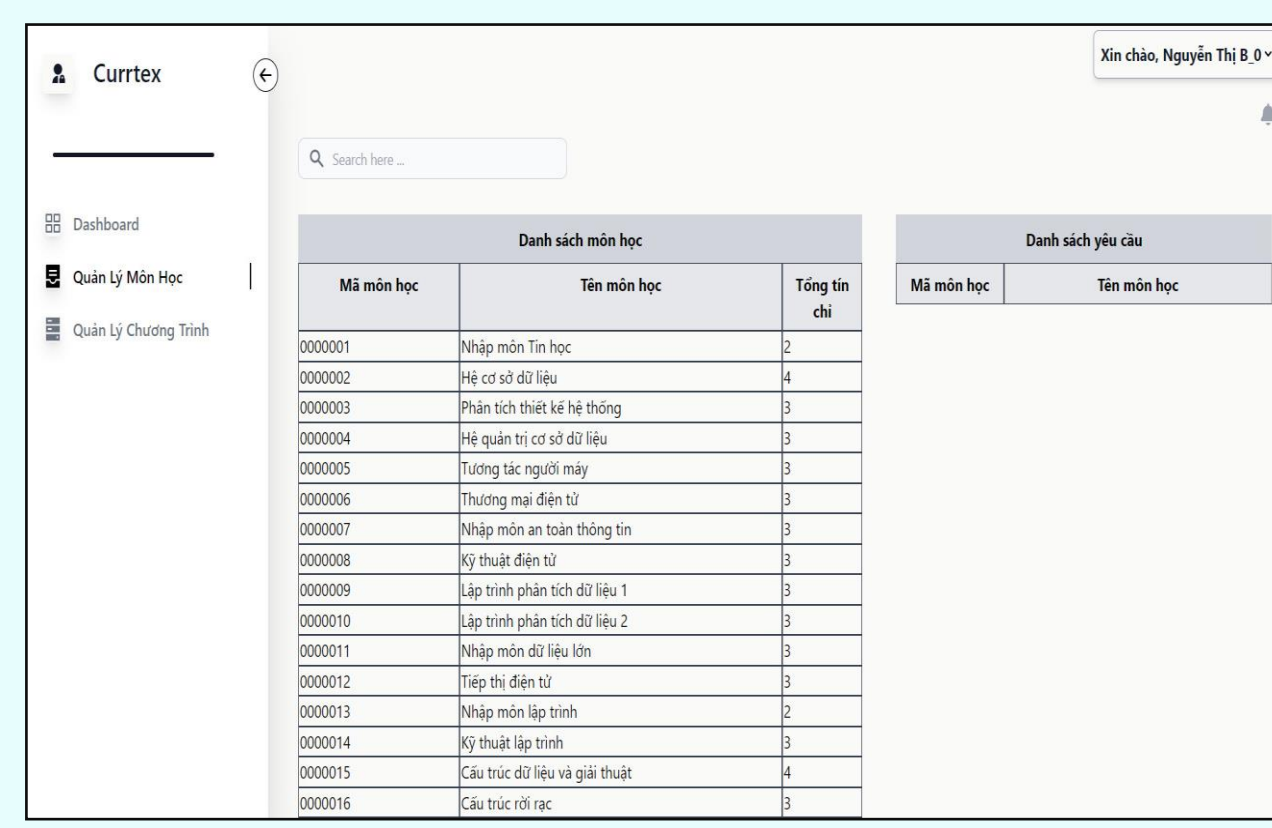 Currtex
Xin chào, Nguyễn Thị B_0
Search here ...
Dashboard
Quản Lý Môn Học
Quản Lý Chương Trình
Danh sách môn học
Mã môn học Tên môn học Tổng tín
chỉ
0000001 Nhập môn Tin học 2
0000002 Hệ cơ sở dữ liệu 4
0000003 Phân tích thiết kế hệ thống 3
0000004 Hệ quản trị cơ sở dữ liệu 3
0000005 Tương tác người máy 3
0000006 Thương mại điện tử 3
0000007 Nhập môn an toàn thông tin 3
0000008 Kỹ thuật điện tử 3
0000009 Lập trình phân tích dữ liệu 1 3
0000010 Lập trình phân tích dữ liệu 2 3
0000011 Nhập môn dữ liệu lớn 3
0000012 Tiếp thị điện tử 3
0000013 Nhập môn lập trình 2
0000014 Kỹ thuật lập trình 3
0000015 Cấu trúc dữ liệu và giải thuật 4
0000016 Cấu trúc rời rạc 3
Danh sách yêu cầu
Mã môn học Tên môn học